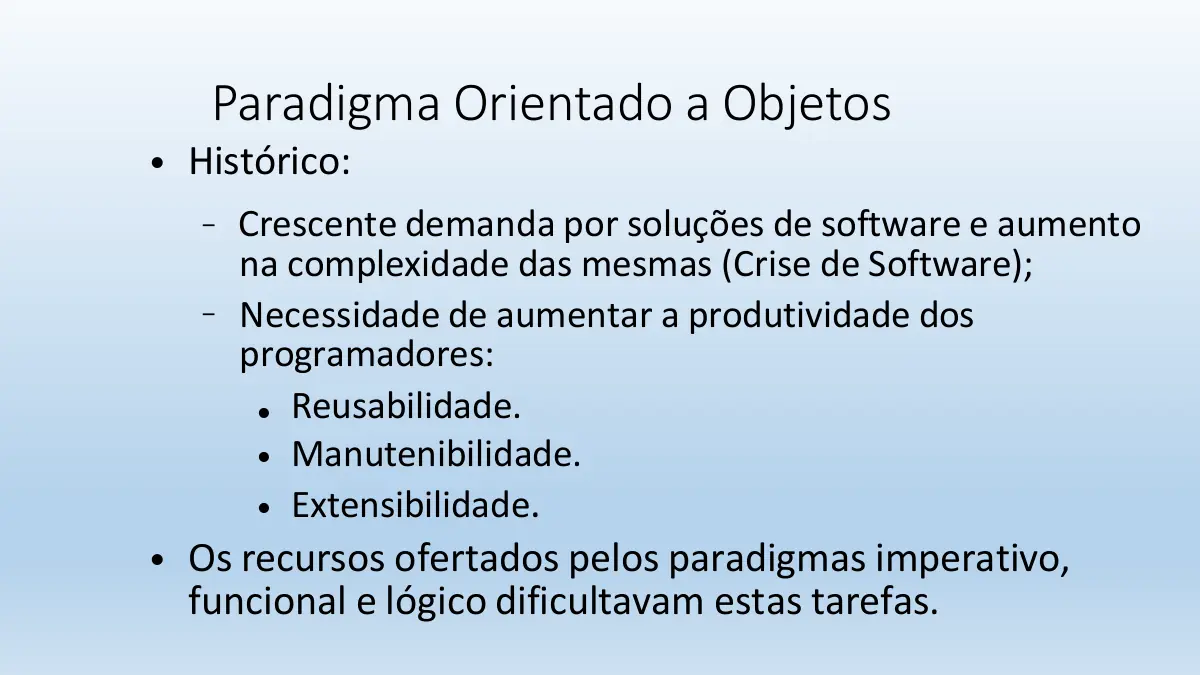 Paradigma Orientado a Objetos
• Histórico:
– Crescente demanda por soluções de software e aumento
na complexidade das mesmas (Crise de Software);
– Necessidade de aumentar a produtividade dos
programadores:
• Reusabilidade.
• Manutenibilidade.
• Extensibilidade.
• Os recursos ofertados pelos paradigmas imperativo,
funcional e lógico dificultavam estas tarefas.